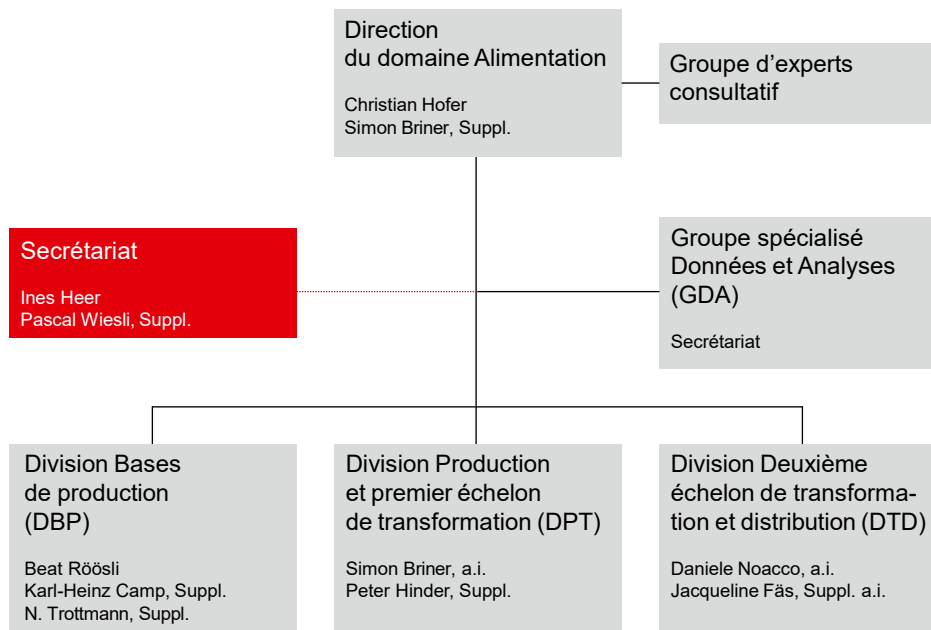 Direction
du domaine Alimentation
Christian Hofer
Simon Briner, Suppl.
Groupe d’experts
consultatif
Secrétariat
Ines Heer
Pascal Wiesli, Suppl.
Groupe spécialisé
Données et Analyses
(GDA)
Secrétariat
Division Bases
de production
(DBP)
Beat Röösli
Karl-Heinz Camp, Suppl.
N. Trottmann, Suppl.
Division Production
et premier échelon
de transformation (DPT)
Simon Briner, a.i.
Peter Hinder, Suppl.
Division Deuxième
échelon de transforma-
tion et distribution (DTD)
Daniele Noacco, a.i.
Jacqueline Fäs, Suppl. a.i.